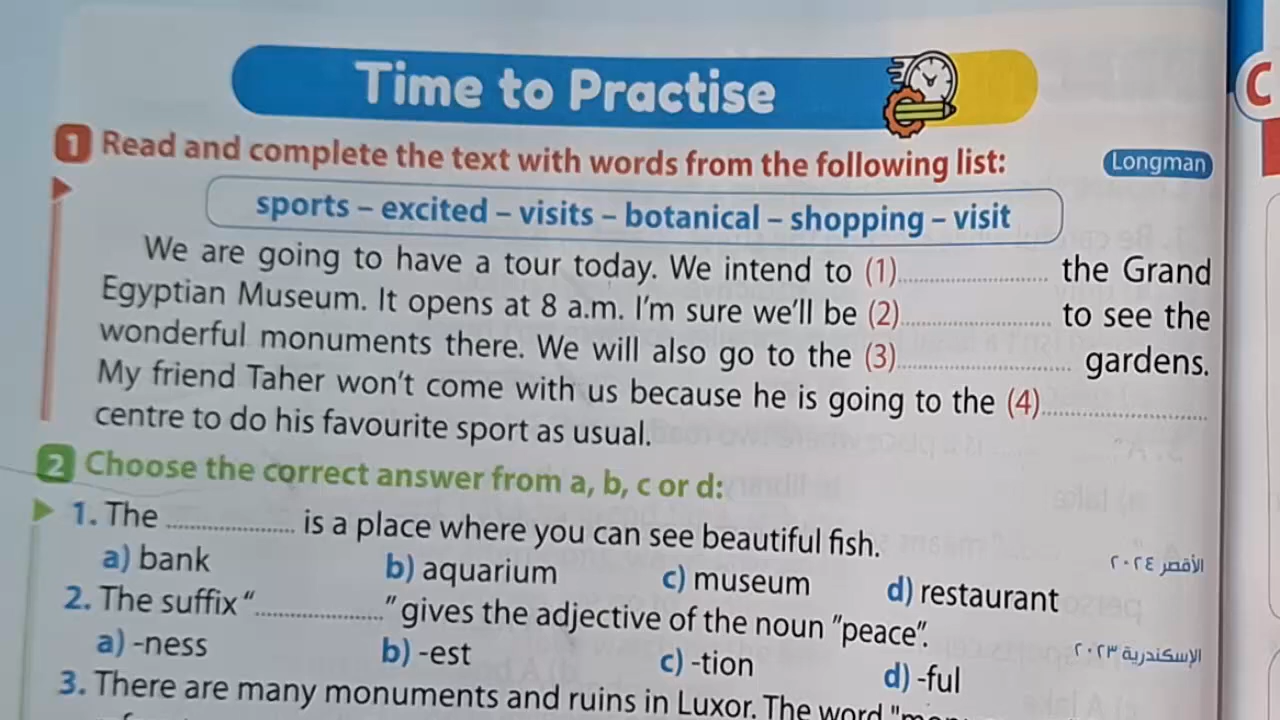 Time to Practise
C
1 Read and complete the text with words from the following list:
Longman
sports – excited – visits – botanical – shopping – visit
We are going to have a tour today. We intend to (1)............................ the Grand
Egyptian Museum. It opens at 8 a.m. I'm sure we'll be (2)............................ to see the
wonderful monuments there. We will also go to the (3)............................ gardens.
My friend Taher won't come with us because he is going to the (4)............................
centre to do his favourite sport as usual.
2 Choose the correct answer from a, b, c or d:
1. The ........................ is a place where you can see beautiful fish.
الأقصر ٢٠٢٤
a) bank b) aquarium c) museum d) restaurant
2. The suffix “........................” gives the adjective of the noun "peace".
الإسكندرية ٢٠٢٣
a) -ness b) -est c) -tion d) -ful
3. There are many monuments and ruins in Luxor. The word